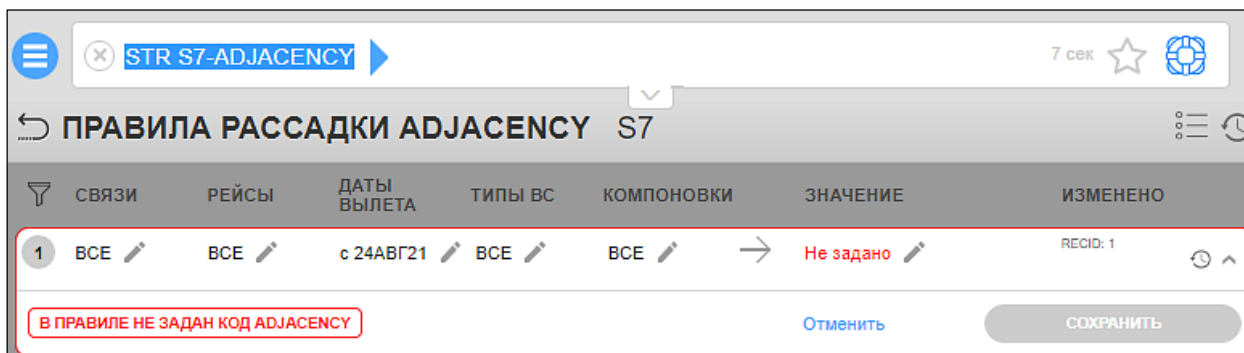 STR S7-ADJACENCY 7 сек
ПРАВИЛА РАССАДКИ ADJACENCY S7
СВЯЗИ РЕЙСЫ ДАТЫ ВЫЛЕТА ТИПЫ ВС КОМПОНОВКИ ЗНАЧЕНИЕ ИЗМЕНЕНО
1 ВСЕ ВСЕ с 24АВГ21 ВСЕ ВСЕ Не задано RECID: 1
В ПРАВИЛЕ НЕ ЗАДАН КОД ADJACENCY Отменить СОХРАНИТЬ